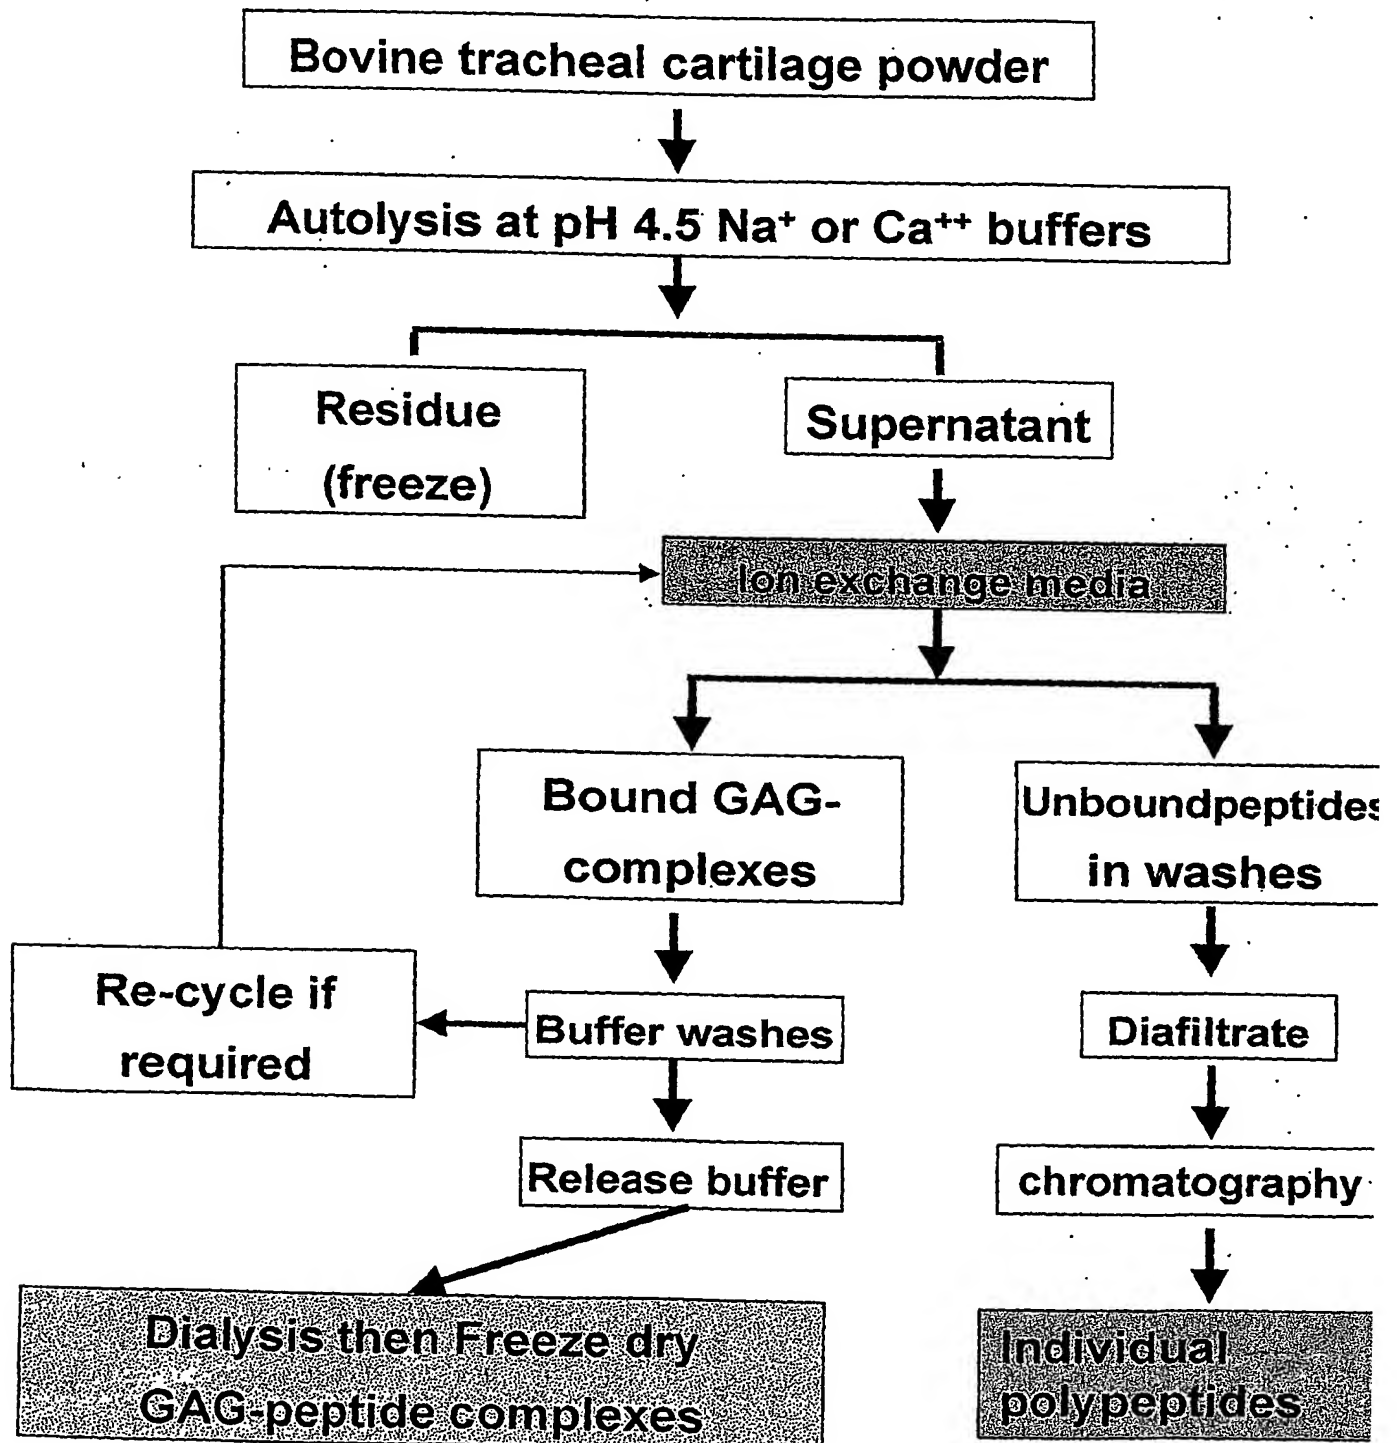 Bovine tracheal cartilage powder
Autolysis at pH 4.5 Na⁺ or Ca⁺⁺ buffers
Residue
(freeze)
Supernatant
Ion exchange media
Bound GAG-
complexes
Unboundpeptides
in washes
Re-cycle if
required
Buffer washes
Diafiltrate
Release buffer
chromatography
Dialysis then Freeze dry
GAG-peptide complexes
Individual
polypeptides